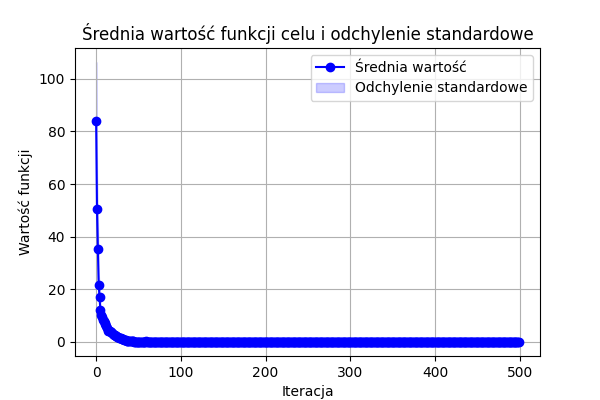 Średnia wartość funkcji celu i odchylenie standardowe
Średnia wartość
Odchylenie standardowe
Wartość funkcji
100
80
60
40
20
0
0 100 200 300 400 500
Iteracja